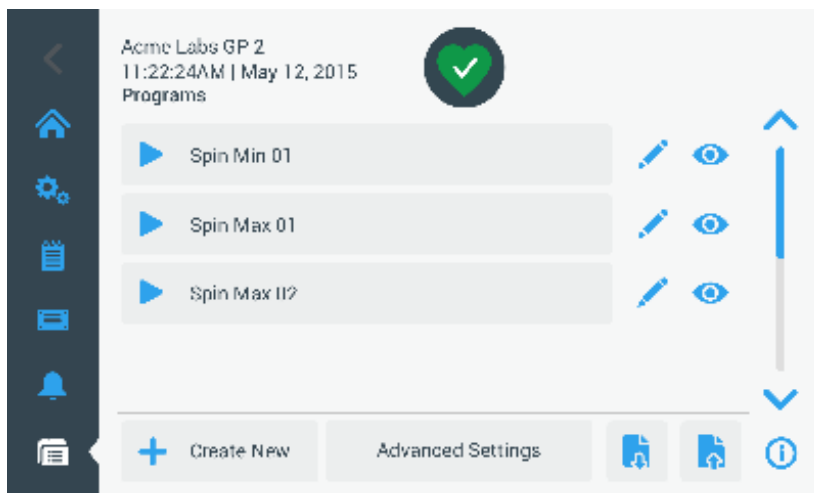 Acme Labs GP 2
11:22:24AM | May 12, 2015
Programs
Spin Min 01
Spin Max 01
Spin Max 02
Create New
Advanced Settings